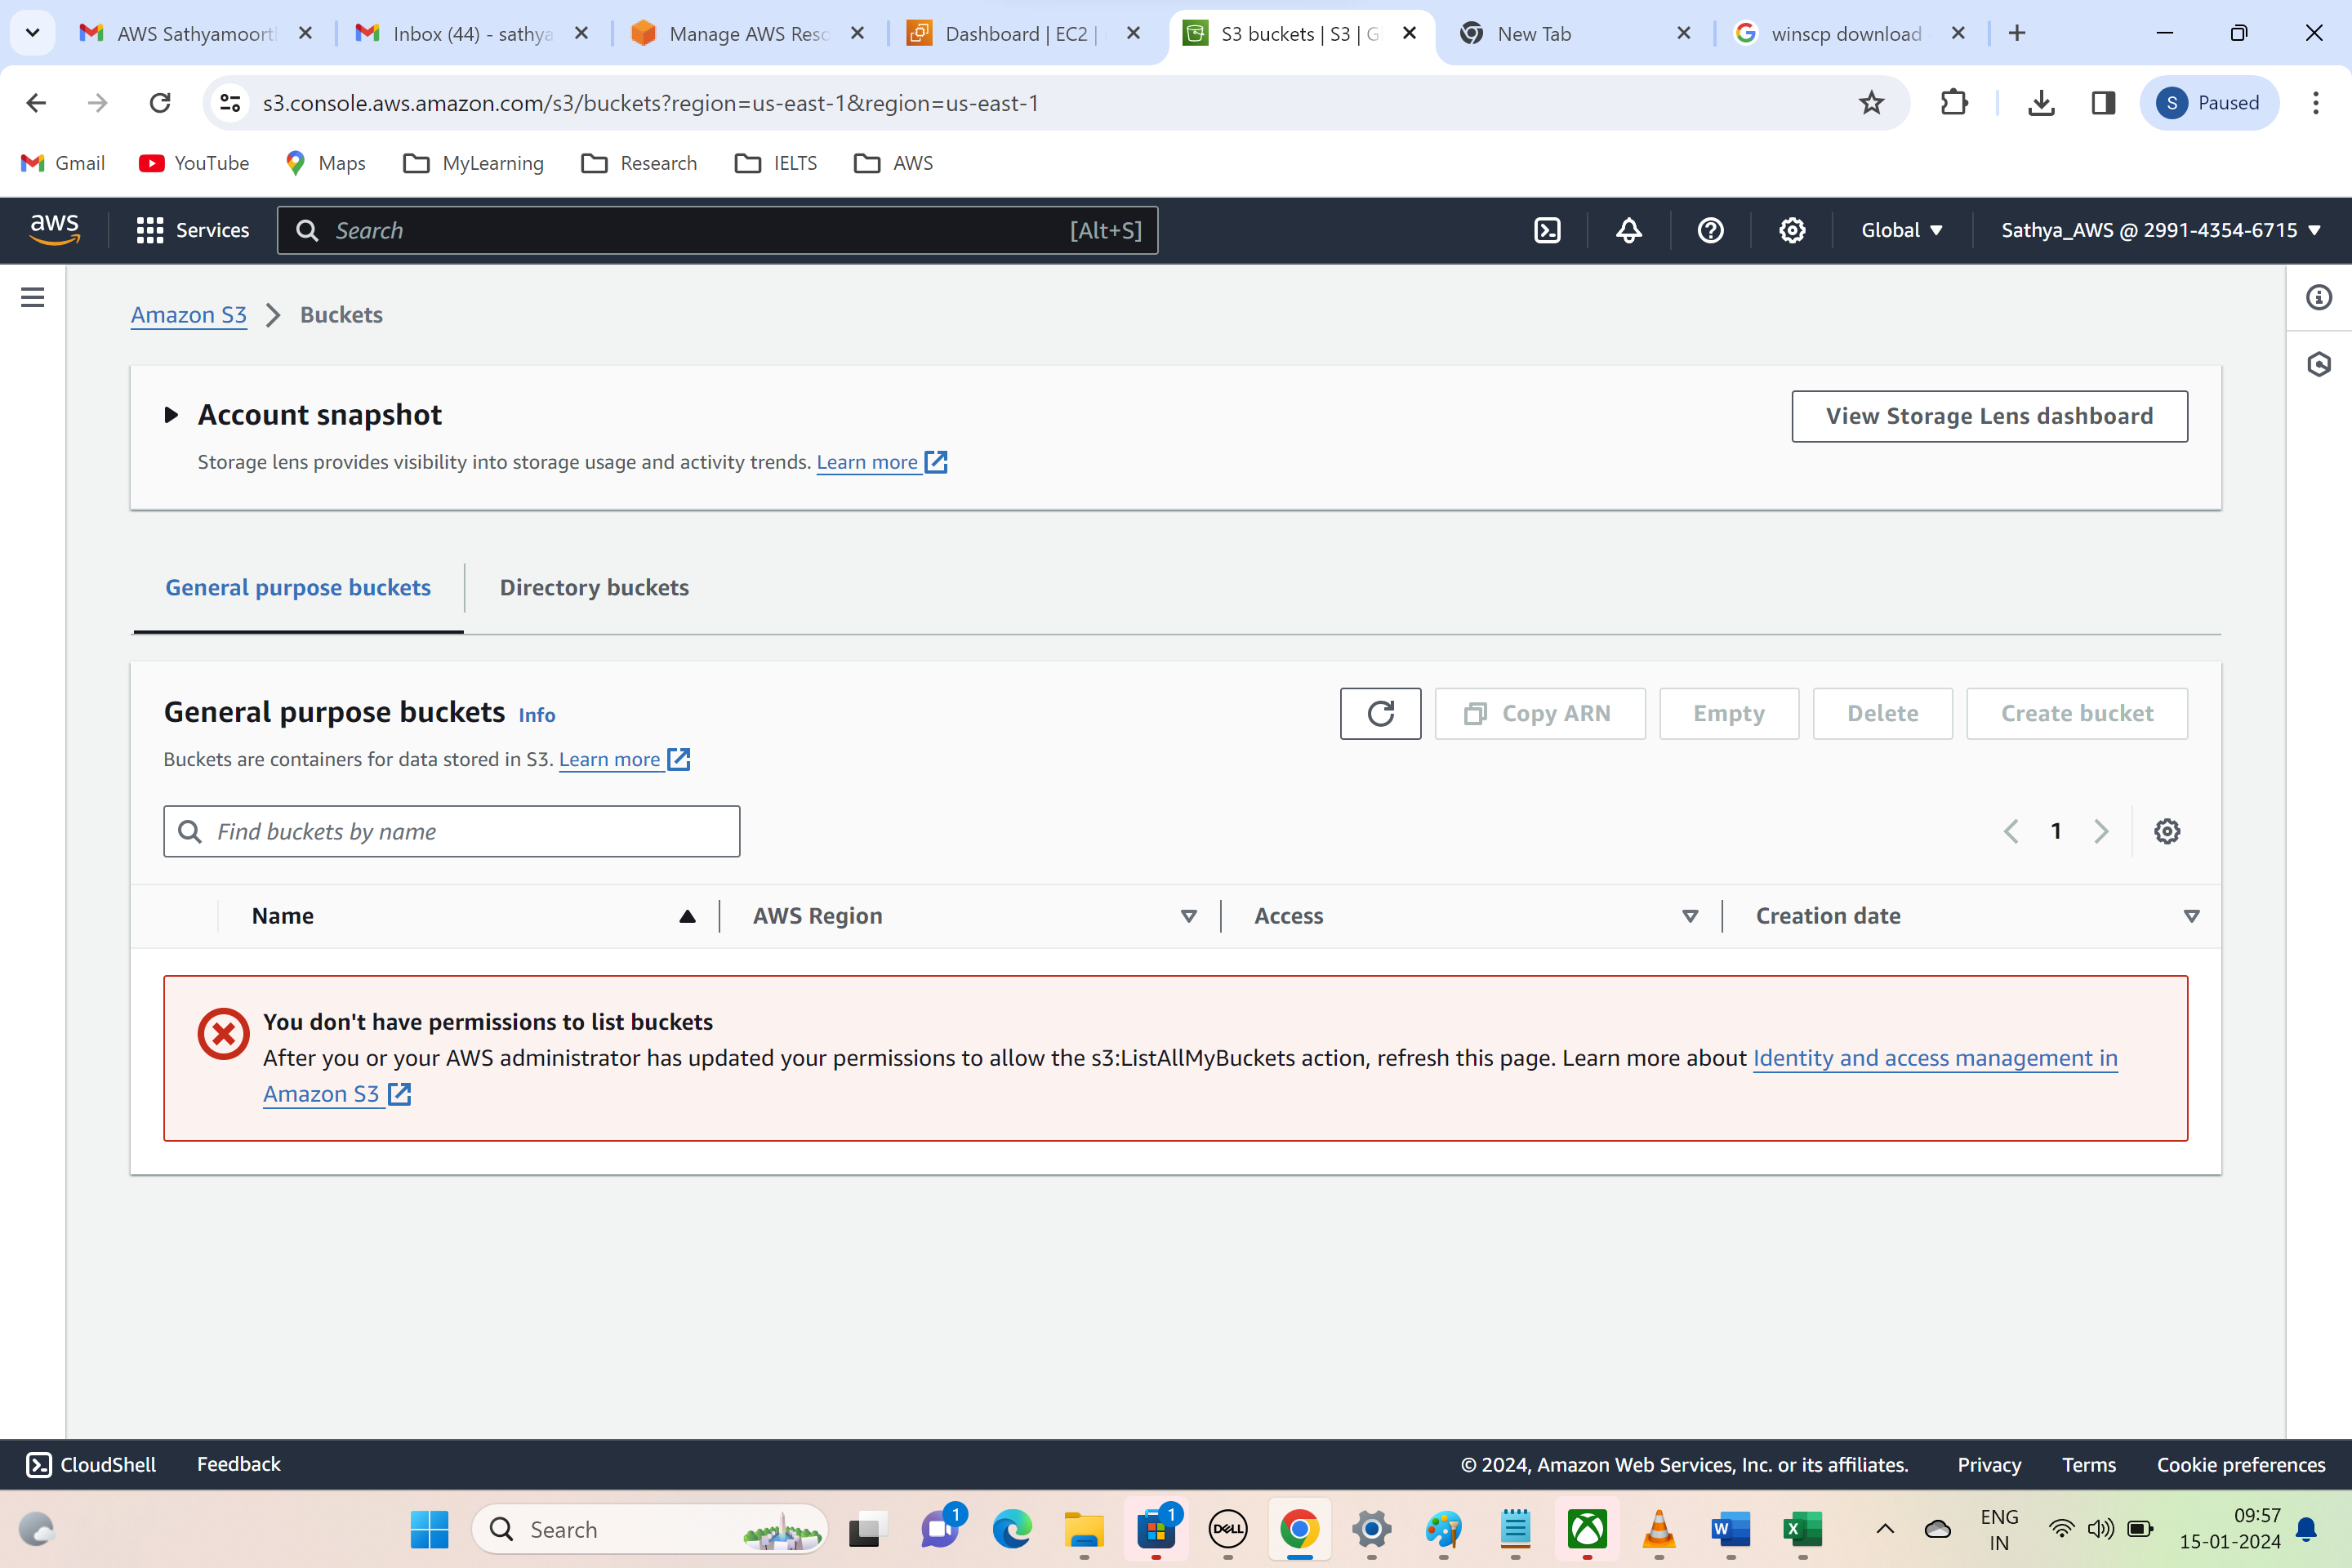 AWS Sathyamoort
Inbox (44) - sathya
Manage AWS Reso
Dashboard | EC2 |
S3 buckets | S3 | G
New Tab
winscp download
s3.console.aws.amazon.com/s3/buckets?region=us-east-1&region=us-east-1
S Paused
Gmail
YouTube
Maps
MyLearning
Research
IELTS
AWS
aws
Services
Search
[Alt+S]
Global
Sathya_AWS @ 2991-4354-6715
Amazon S3
Buckets
Account snapshot
View Storage Lens dashboard
Storage lens provides visibility into storage usage and activity trends. Learn more
General purpose buckets
Directory buckets
General purpose buckets Info
Copy ARN
Empty
Delete
Create bucket
Buckets are containers for data stored in S3. Learn more
Find buckets by name
1
Name
AWS Region
Access
Creation date
You don't have permissions to list buckets
After you or your AWS administrator has updated your permissions to allow the s3:ListAllMyBuckets action, refresh this page. Learn more about Identity and access management in
Amazon S3
CloudShell
Feedback
© 2024, Amazon Web Services, Inc. or its affiliates.
Privacy
Terms
Cookie preferences
Search
1
1
DELL
W
X
ENG
IN
09:57
15-01-2024